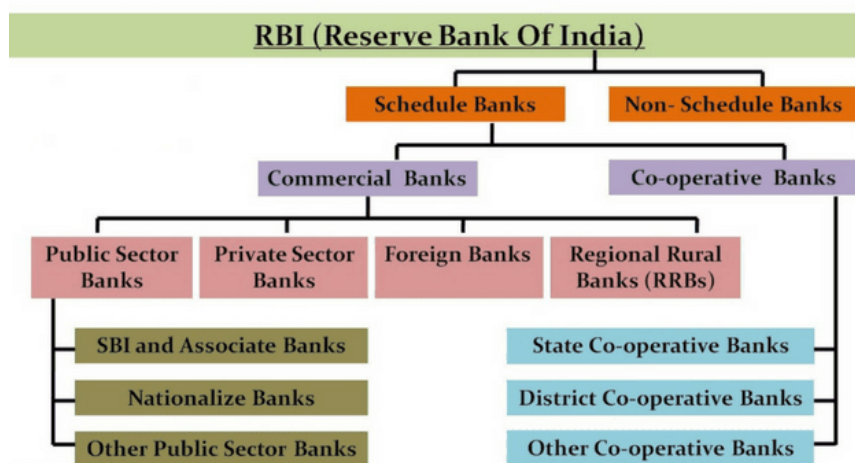 RBI (Reserve Bank Of India)
Schedule Banks
Non- Schedule Banks
Commercial Banks
Co-operative Banks
Public Sector
Banks
Private Sector
Banks
Foreign Banks
Regional Rural
Banks (RRBs)
SBI and Associate Banks
State Co-operative Banks
Nationalize Banks
District Co-operative Banks
Other Public Sector Banks
Other Co-operative Banks